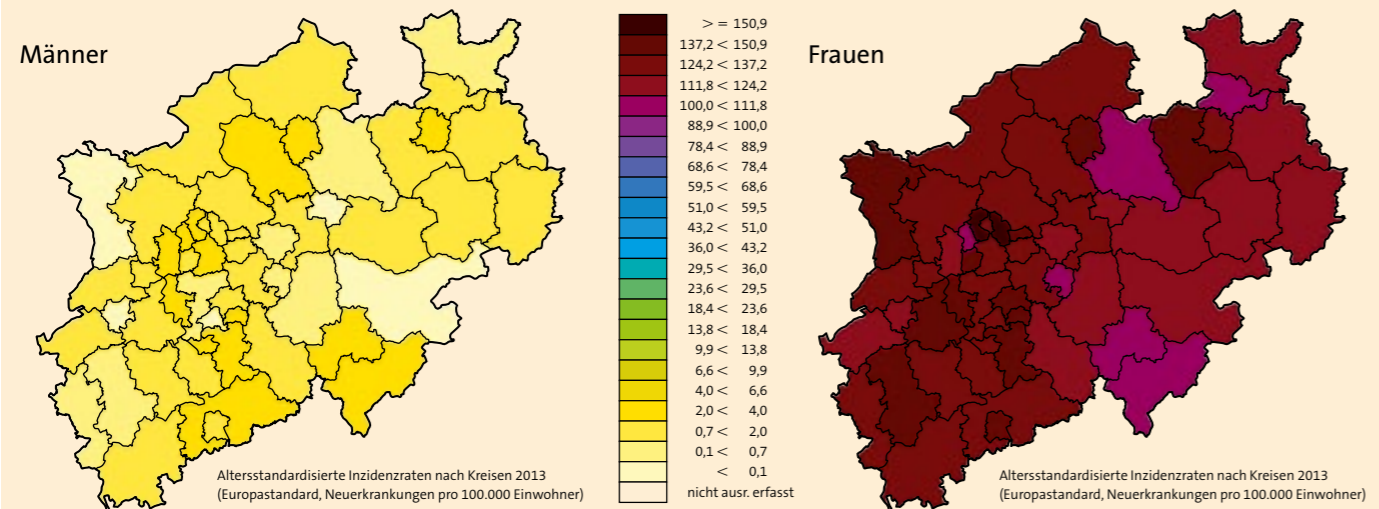 Männer
Frauen
> = 150,9
137,2 < 150,9
124,2 < 137,2
111,8 < 124,2
100,0 < 111,8
88,9 < 100,0
78,4 < 88,9
68,6 < 78,4
59,5 < 68,6
51,0 < 59,5
43,2 < 51,0
36,0 < 43,2
29,5 < 36,0
23,6 < 29,5
18,4 < 23,6
13,8 < 18,4
9,9 < 13,8
6,6 < 9,9
4,0 < 6,6
2,0 < 4,0
0,7 < 2,0
0,1 < 0,7
< 0,1
nicht ausr. erfasst
Altersstandardisierte Inzidenzraten nach Kreisen 2013
(Europastandard, Neuerkrankungen pro 100.000 Einwohner)
Altersstandardisierte Inzidenzraten nach Kreisen 2013
(Europastandard, Neuerkrankungen pro 100.000 Einwohner)